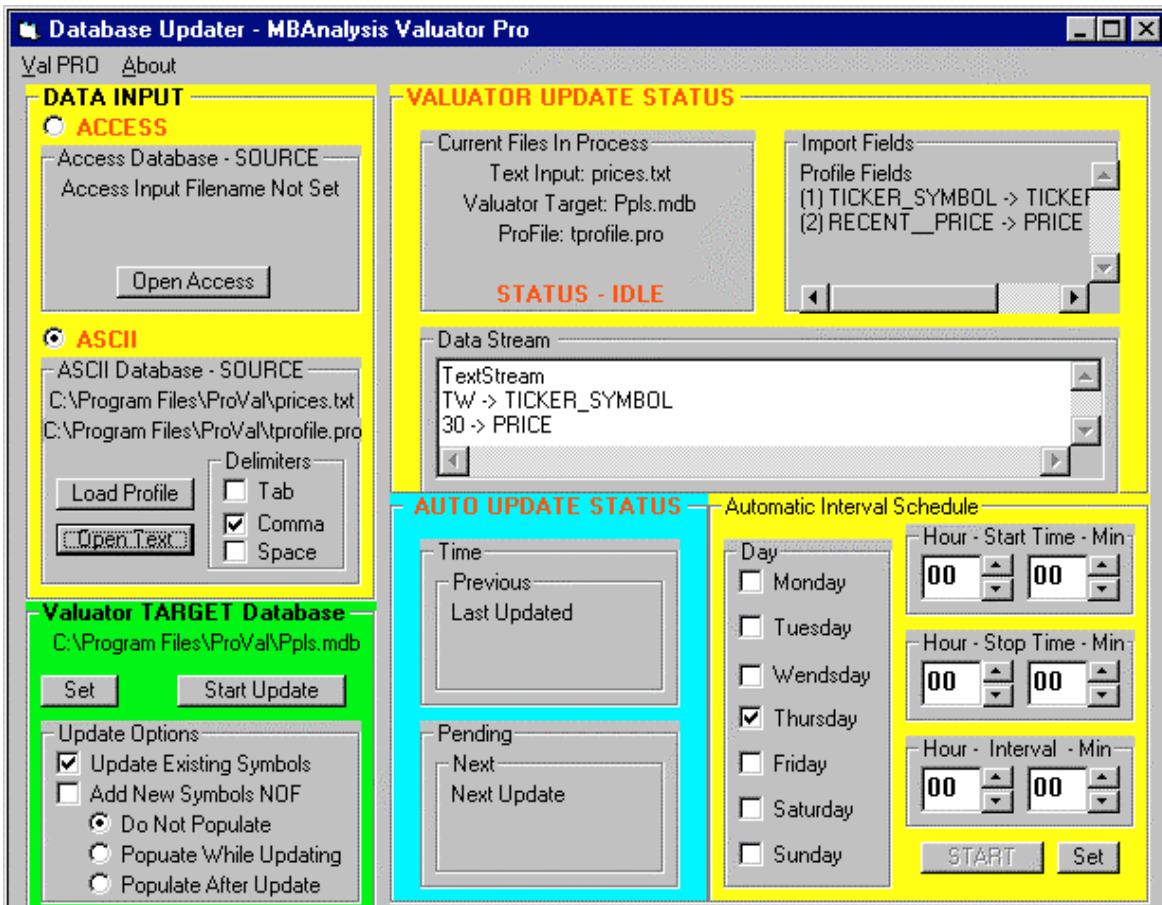 Database Updater - MBAnalysis Valuator Pro
Val PRO About
DATA INPUT
ACCESS
Access Database - SOURCE
Access Input Filename Not Set
Open Access
ASCII
ASCII Database - SOURCE
C:\Program Files\ProVal\prices.txt
C:\Program Files\ProVal\tprofile.pro
Load Profile
Open Text
Delimiters
Tab
Comma
Space
Valuator TARGET Database
C:\Program Files\ProVal\Ppls.mdb
Set
Start Update
Update Options
Update Existing Symbols
Add New Symbols NOF
Do Not Populate
Popuate While Updating
Populate After Update
VALUATOR UPDATE STATUS
Current Files In Process
Text Input: prices.txt
Valuator Target: Ppls.mdb
ProFile: tprofile.pro
STATUS - IDLE
Import Fields
Profile Fields
(1) TICKER_SYMBOL -> TICKER
(2) RECENT__PRICE -> PRICE
Data Stream
TextStream
TW -> TICKER_SYMBOL
30 -> PRICE
AUTO UPDATE STATUS
Time
Previous
Last Updated
Pending
Next
Next Update
Automatic Interval Schedule
Day
Monday
Tuesday
Wendsday
Thursday
Friday
Saturday
Sunday
Hour - Start Time - Min
00 00
Hour - Stop Time - Min
00 00
Hour - Interval - Min
00 00
START
Set